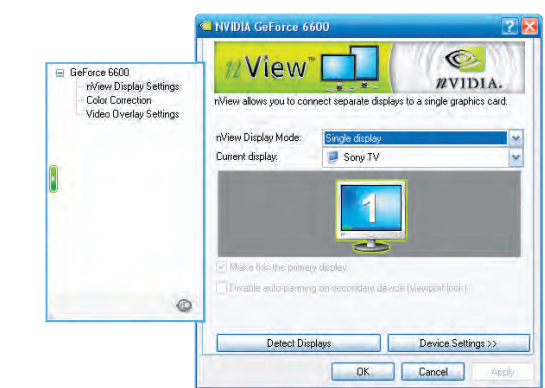 GeForce 6600
nView Display Settings
Color Correction
Video Overlay Settings
NVIDIA GeForce 6600
nView™
NVIDIA.
nView allows you to connect separate displays to a single graphics card.
nView Display Mode: Single display
Current display: Sony TV
1
Make this the primary display
Disable auto-panning on secondary device (viewport lock)
Detect Displays Device Settings >>
OK Cancel Apply